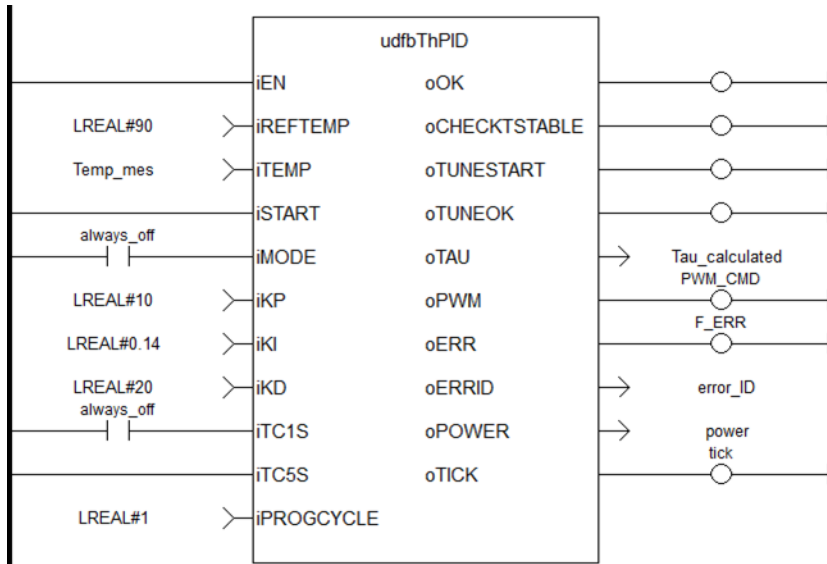 udfbThPID
iEN oOK
LREAL#90 iREFTEMP oCHECKTSTABLE
Temp_mes iTEMP oTUNESTART
iSTART oTUNEOK
always_off
iMODE oTAU Tau_calculated
PWM_CMD
LREAL#10 iKP oPWM
F_ERR
LREAL#0.14 iKI oERR
LREAL#20 iKD oERRID error_ID
always_off
iTC1S oPOWER power
tick
iTC5S oTICK
LREAL#1 iPROGCYCLE